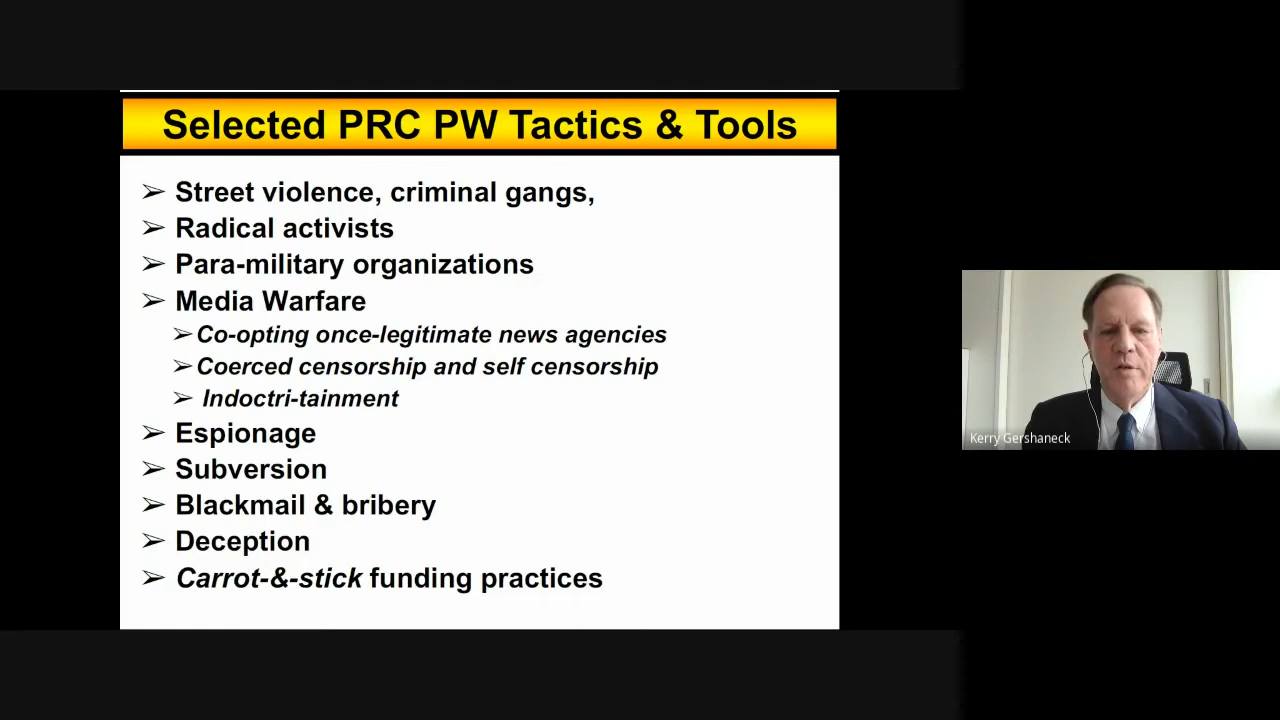 Selected PRC PW Tactics & Tools
➢ Street violence, criminal gangs,
➢ Radical activists
➢ Para-military organizations
➢ Media Warfare
➢Co-opting once-legitimate news agencies
➢Coerced censorship and self censorship
➢ Indoctri-tainment
➢ Espionage
➢ Subversion
➢ Blackmail & bribery
➢ Deception
➢ Carrot-&-stick funding practices
Kerry Gershaneck